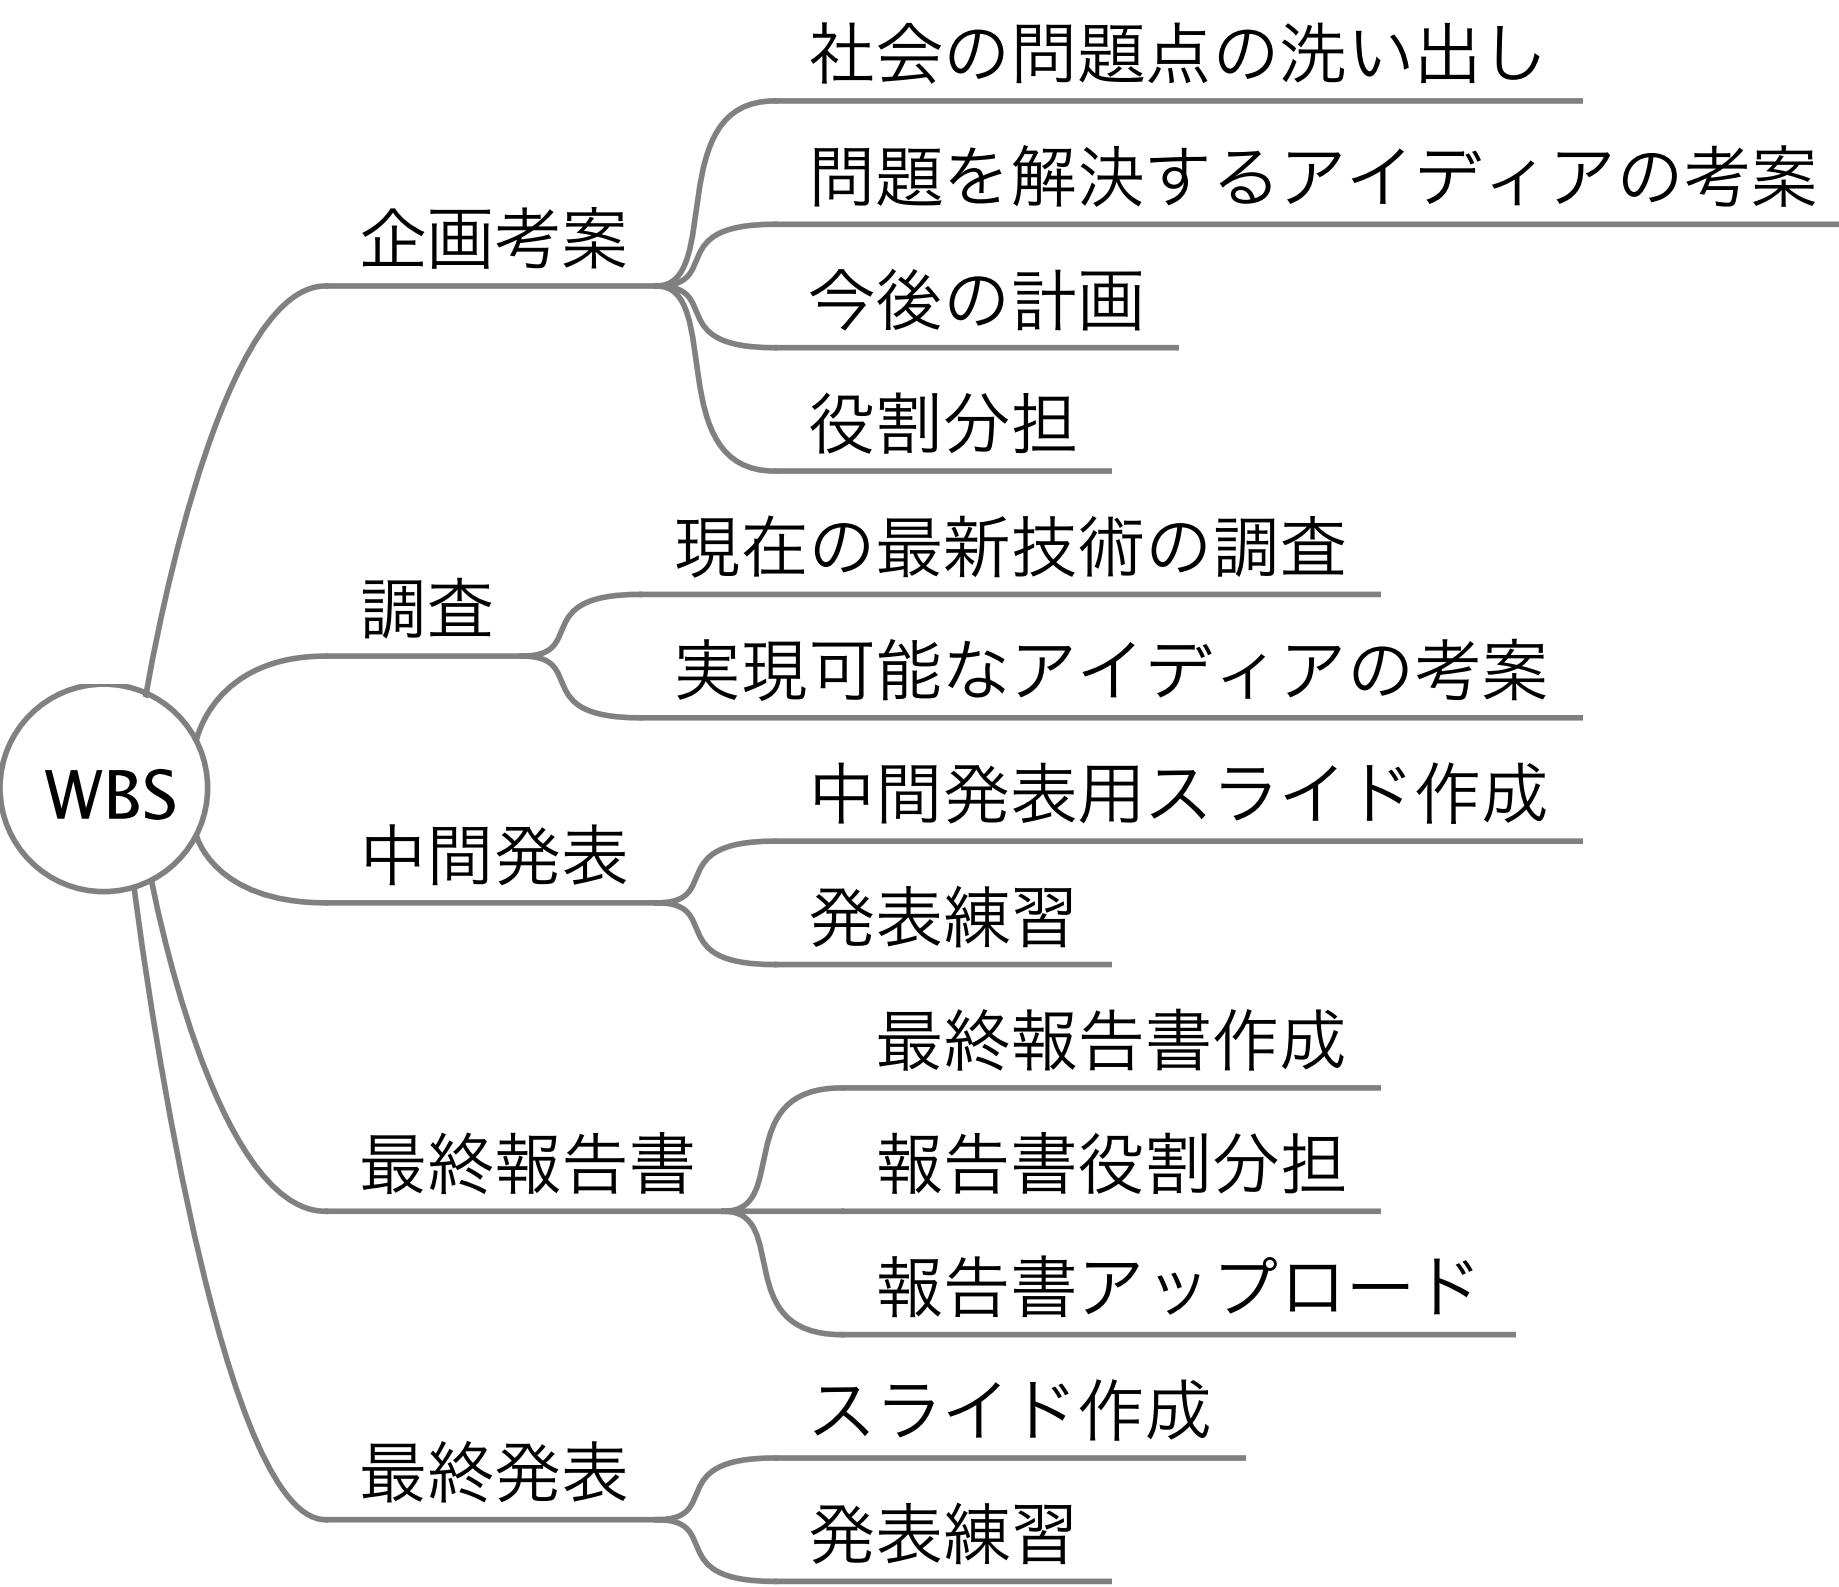 WBS
企画考案
社会の問題点の洗い出し
問題を解決するアイディアの考案
今後の計画
役割分担
調査
現在の最新技術の調査
実現可能なアイディアの考案
中間発表
中間発表用スライド作成
発表練習
最終報告書
最終報告書作成
報告書役割分担
報告書アップロード
最終発表
スライド作成
発表練習